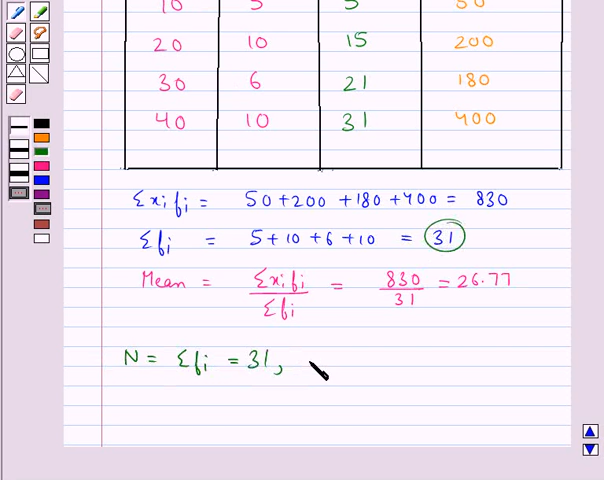 10 5 5 50
20 10 15 200
30 6 21 180
40 10 31 400
Σxifi = 50+200+180+400 = 830
Σfi = 5+10+6+10 = 31
Mean = Σxifi/Σfi = 830/31 = 26.77
N = Σfi = 31,